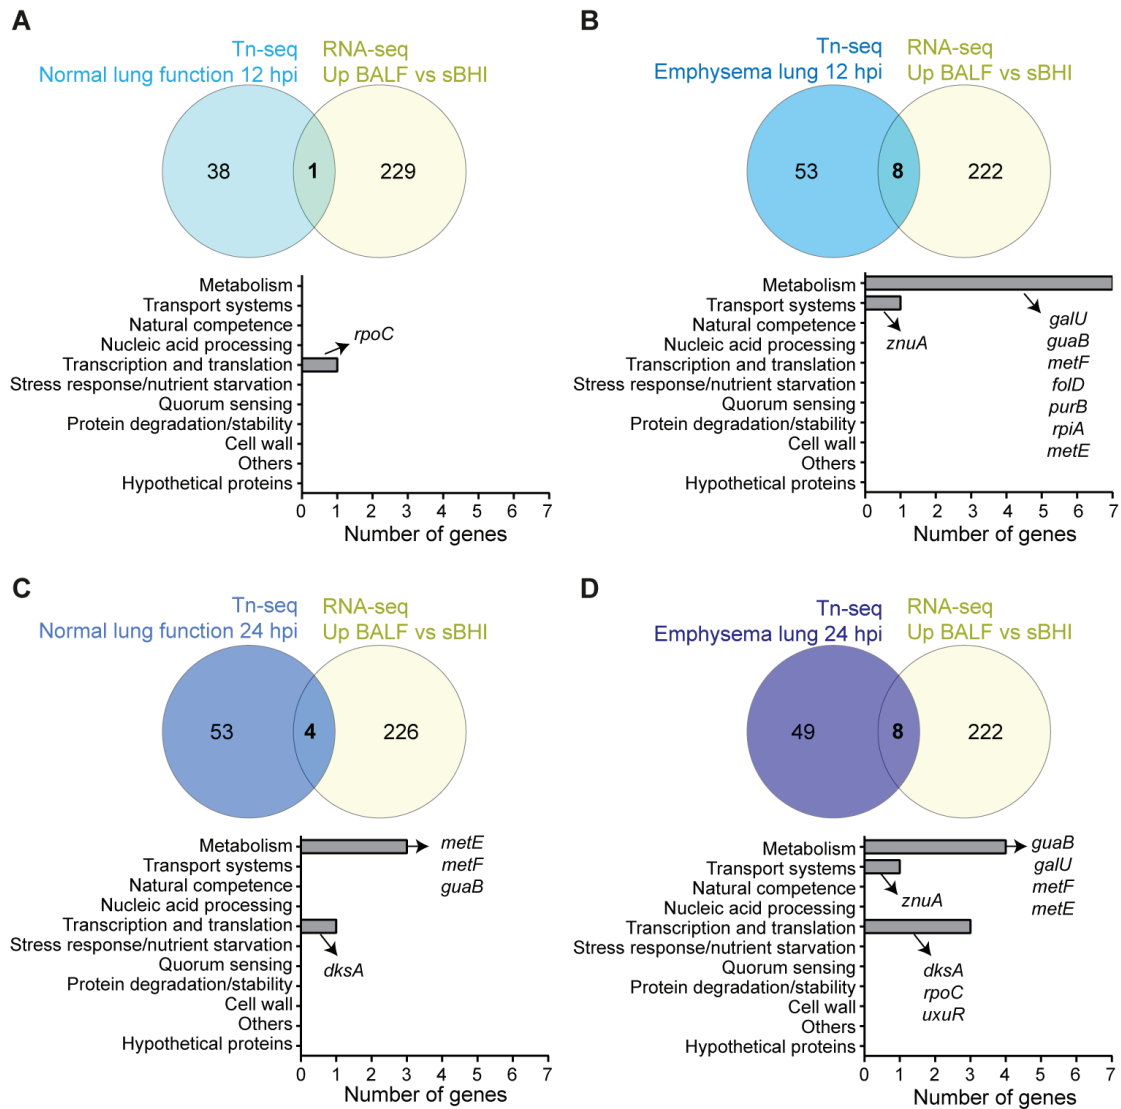 A
Tn-seq
Normal lung function 12 hpi
RNA-seq
Up BALF vs sBHI
38
1
229
Metabolism
Transport systems
Natural competence
Nucleic acid processing
Transcription and translation
Stress response/nutrient starvation
Quorum sensing
Protein degradation/stability
Cell wall
Others
Hypothetical proteins
rpoC
0 1 2 3 4 5 6 7
Number of genes
B
Tn-seq
Emphysema lung 12 hpi
RNA-seq
Up BALF vs sBHI
53
8
222
Metabolism
Transport systems
Natural competence
Nucleic acid processing
Transcription and translation
Stress response/nutrient starvation
Quorum sensing
Protein degradation/stability
Cell wall
Others
Hypothetical proteins
znuA
galU
guaB
metF
folD
purB
rpiA
metE
0 1 2 3 4 5 6 7
Number of genes
C
Tn-seq
Normal lung function 24 hpi
RNA-seq
Up BALF vs sBHI
53
4
226
Metabolism
Transport systems
Natural competence
Nucleic acid processing
Transcription and translation
Stress response/nutrient starvation
Quorum sensing
Protein degradation/stability
Cell wall
Others
Hypothetical proteins
metE
metF
guaB
dksA
0 1 2 3 4 5 6 7
Number of genes
D
Tn-seq
Emphysema lung 24 hpi
RNA-seq
Up BALF vs sBHI
49
8
222
Metabolism
Transport systems
Natural competence
Nucleic acid processing
Transcription and translation
Stress response/nutrient starvation
Quorum sensing
Protein degradation/stability
Cell wall
Others
Hypothetical proteins
guaB
galU
metF
metE
znuA
dksA
rpoC
uxuR
0 1 2 3 4 5 6 7
Number of genes